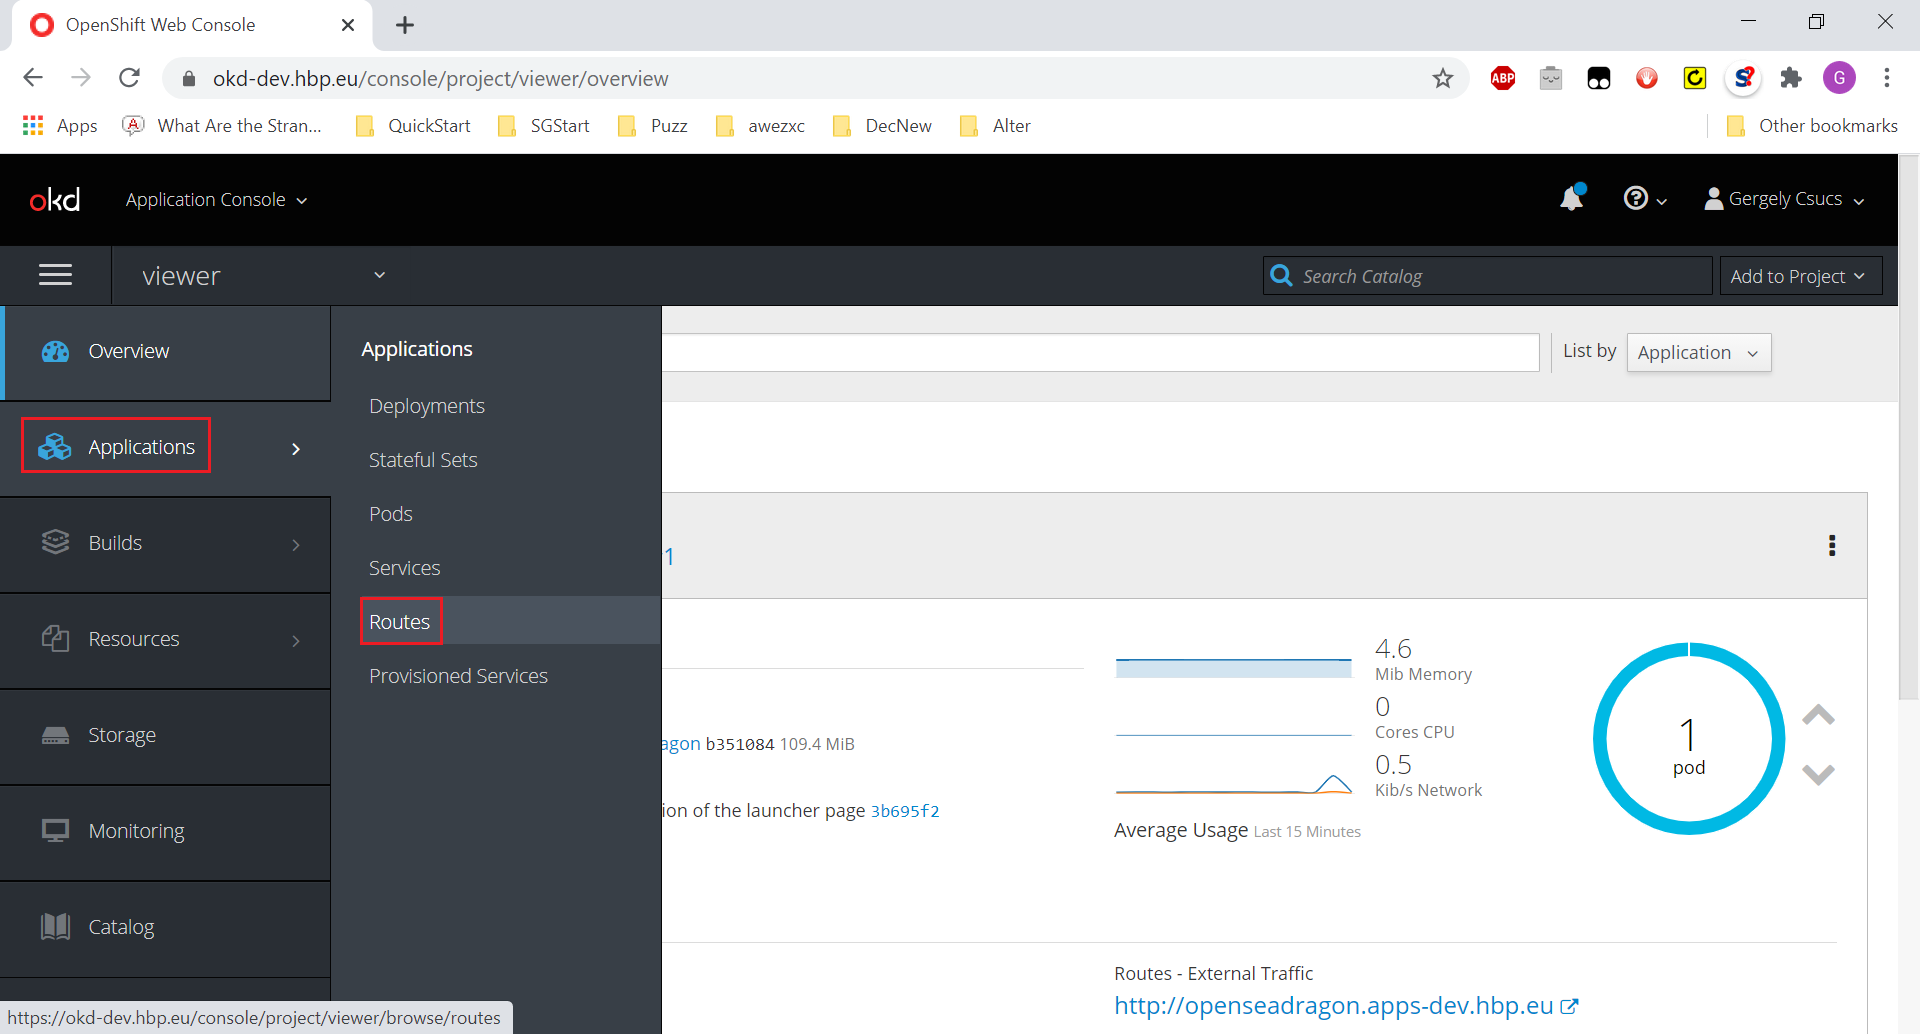 OpenShift Web Console
okd-dev.hbp.eu/console/project/viewer/overview
ABP
G
Apps
What Are the Stran...
QuickStart
SGStart
Puzz
awezxc
DecNew
Alter
Other bookmarks
okd
Application Console
Gergely Csucs
viewer
Search Catalog
Add to Project
Overview
Applications
Builds
Resources
Storage
Monitoring
Catalog
Applications
Deployments
Stateful Sets
Pods
Services
Routes
Provisioned Services
List by
Application
1
4.6
Mib Memory
0
Cores CPU
0.5
Kib/s Network
Average Usage Last 15 Minutes
1
pod
agon b351084 109.4 MiB
ion of the launcher page 3b695f2
Routes - External Traffic
http://openseadragon.apps-dev.hbp.eu
https://okd-dev.hbp.eu/console/project/viewer/browse/routes